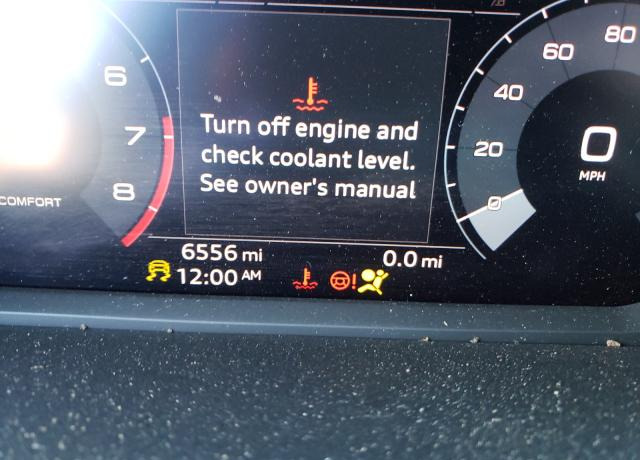 80
60
6
40
Turn off engine and
7
check coolant level.
20
See owner's manual
8
0
0
MPH
COMFORT
6556 mi
0.0 mi
12:00 AM